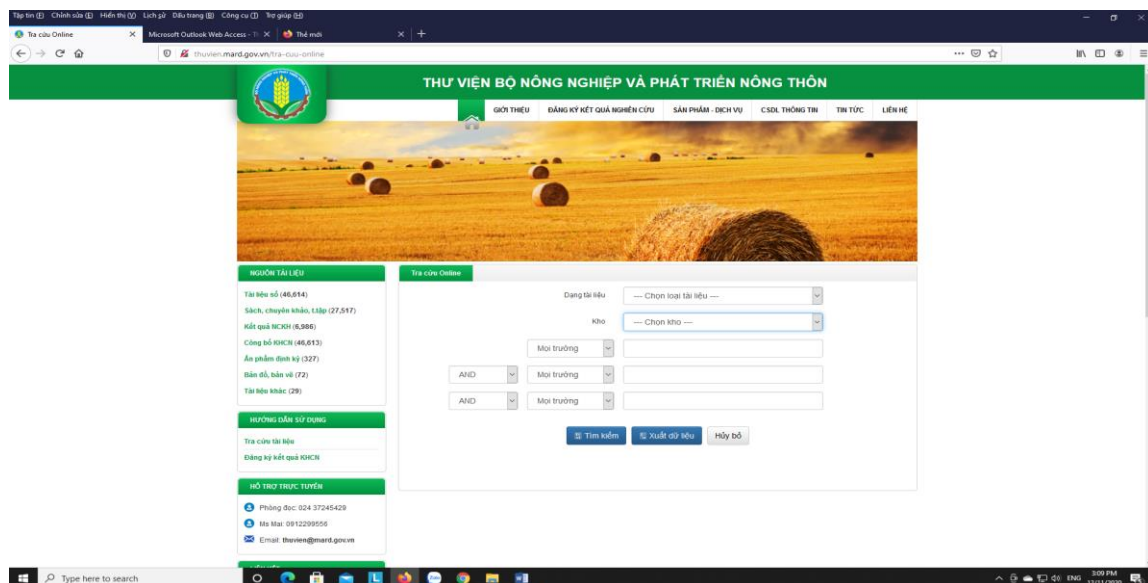 Tập tin (F) Chỉnh sửa (E) Hiển thị (V) Lịch sử Dấu trang (B) Công cụ (T) Trợ giúp (H)
Tra cứu Online
Microsoft Outlook Web Access - T
Thẻ mới
thuvien.mard.gov.vn/tra-cuu-online
THƯ VIỆN BỘ NÔNG NGHIỆP VÀ PHÁT TRIỂN NÔNG THÔN
GIỚI THIỆU ĐĂNG KÝ KẾT QUẢ NGHIÊN CỨU SẢN PHẨM - DỊCH VỤ CSDL THÔNG TIN TIN TỨC LIÊN HỆ
NGUỒN TÀI LIỆU
Tài liệu số (46,614)
Sách, chuyên khảo, t.tập (27,517)
Kết quả NCKH (6,986)
Công bố KHCN (46,613)
Ấn phẩm định kỳ (327)
Bản đồ, bản vẽ (72)
Tài liệu khác (29)
HƯỚNG DẪN SỬ DỤNG
Tra cứu tài liệu
Đăng ký kết quả KHCN
HỖ TRỢ TRỰC TUYẾN
Phòng đọc: 024 37245429
Ms Mai: 0912299556
Email: thuvien@mard.gov.vn
Tra cứu Online
Dạng tài liệu --- Chọn loại tài liệu ---
Kho --- Chọn kho ---
Mọi trường
AND Mọi trường
AND Mọi trường
Tìm kiếm Xuất dữ liệu Hủy bỏ
Type here to search
ENG
3:09 PM